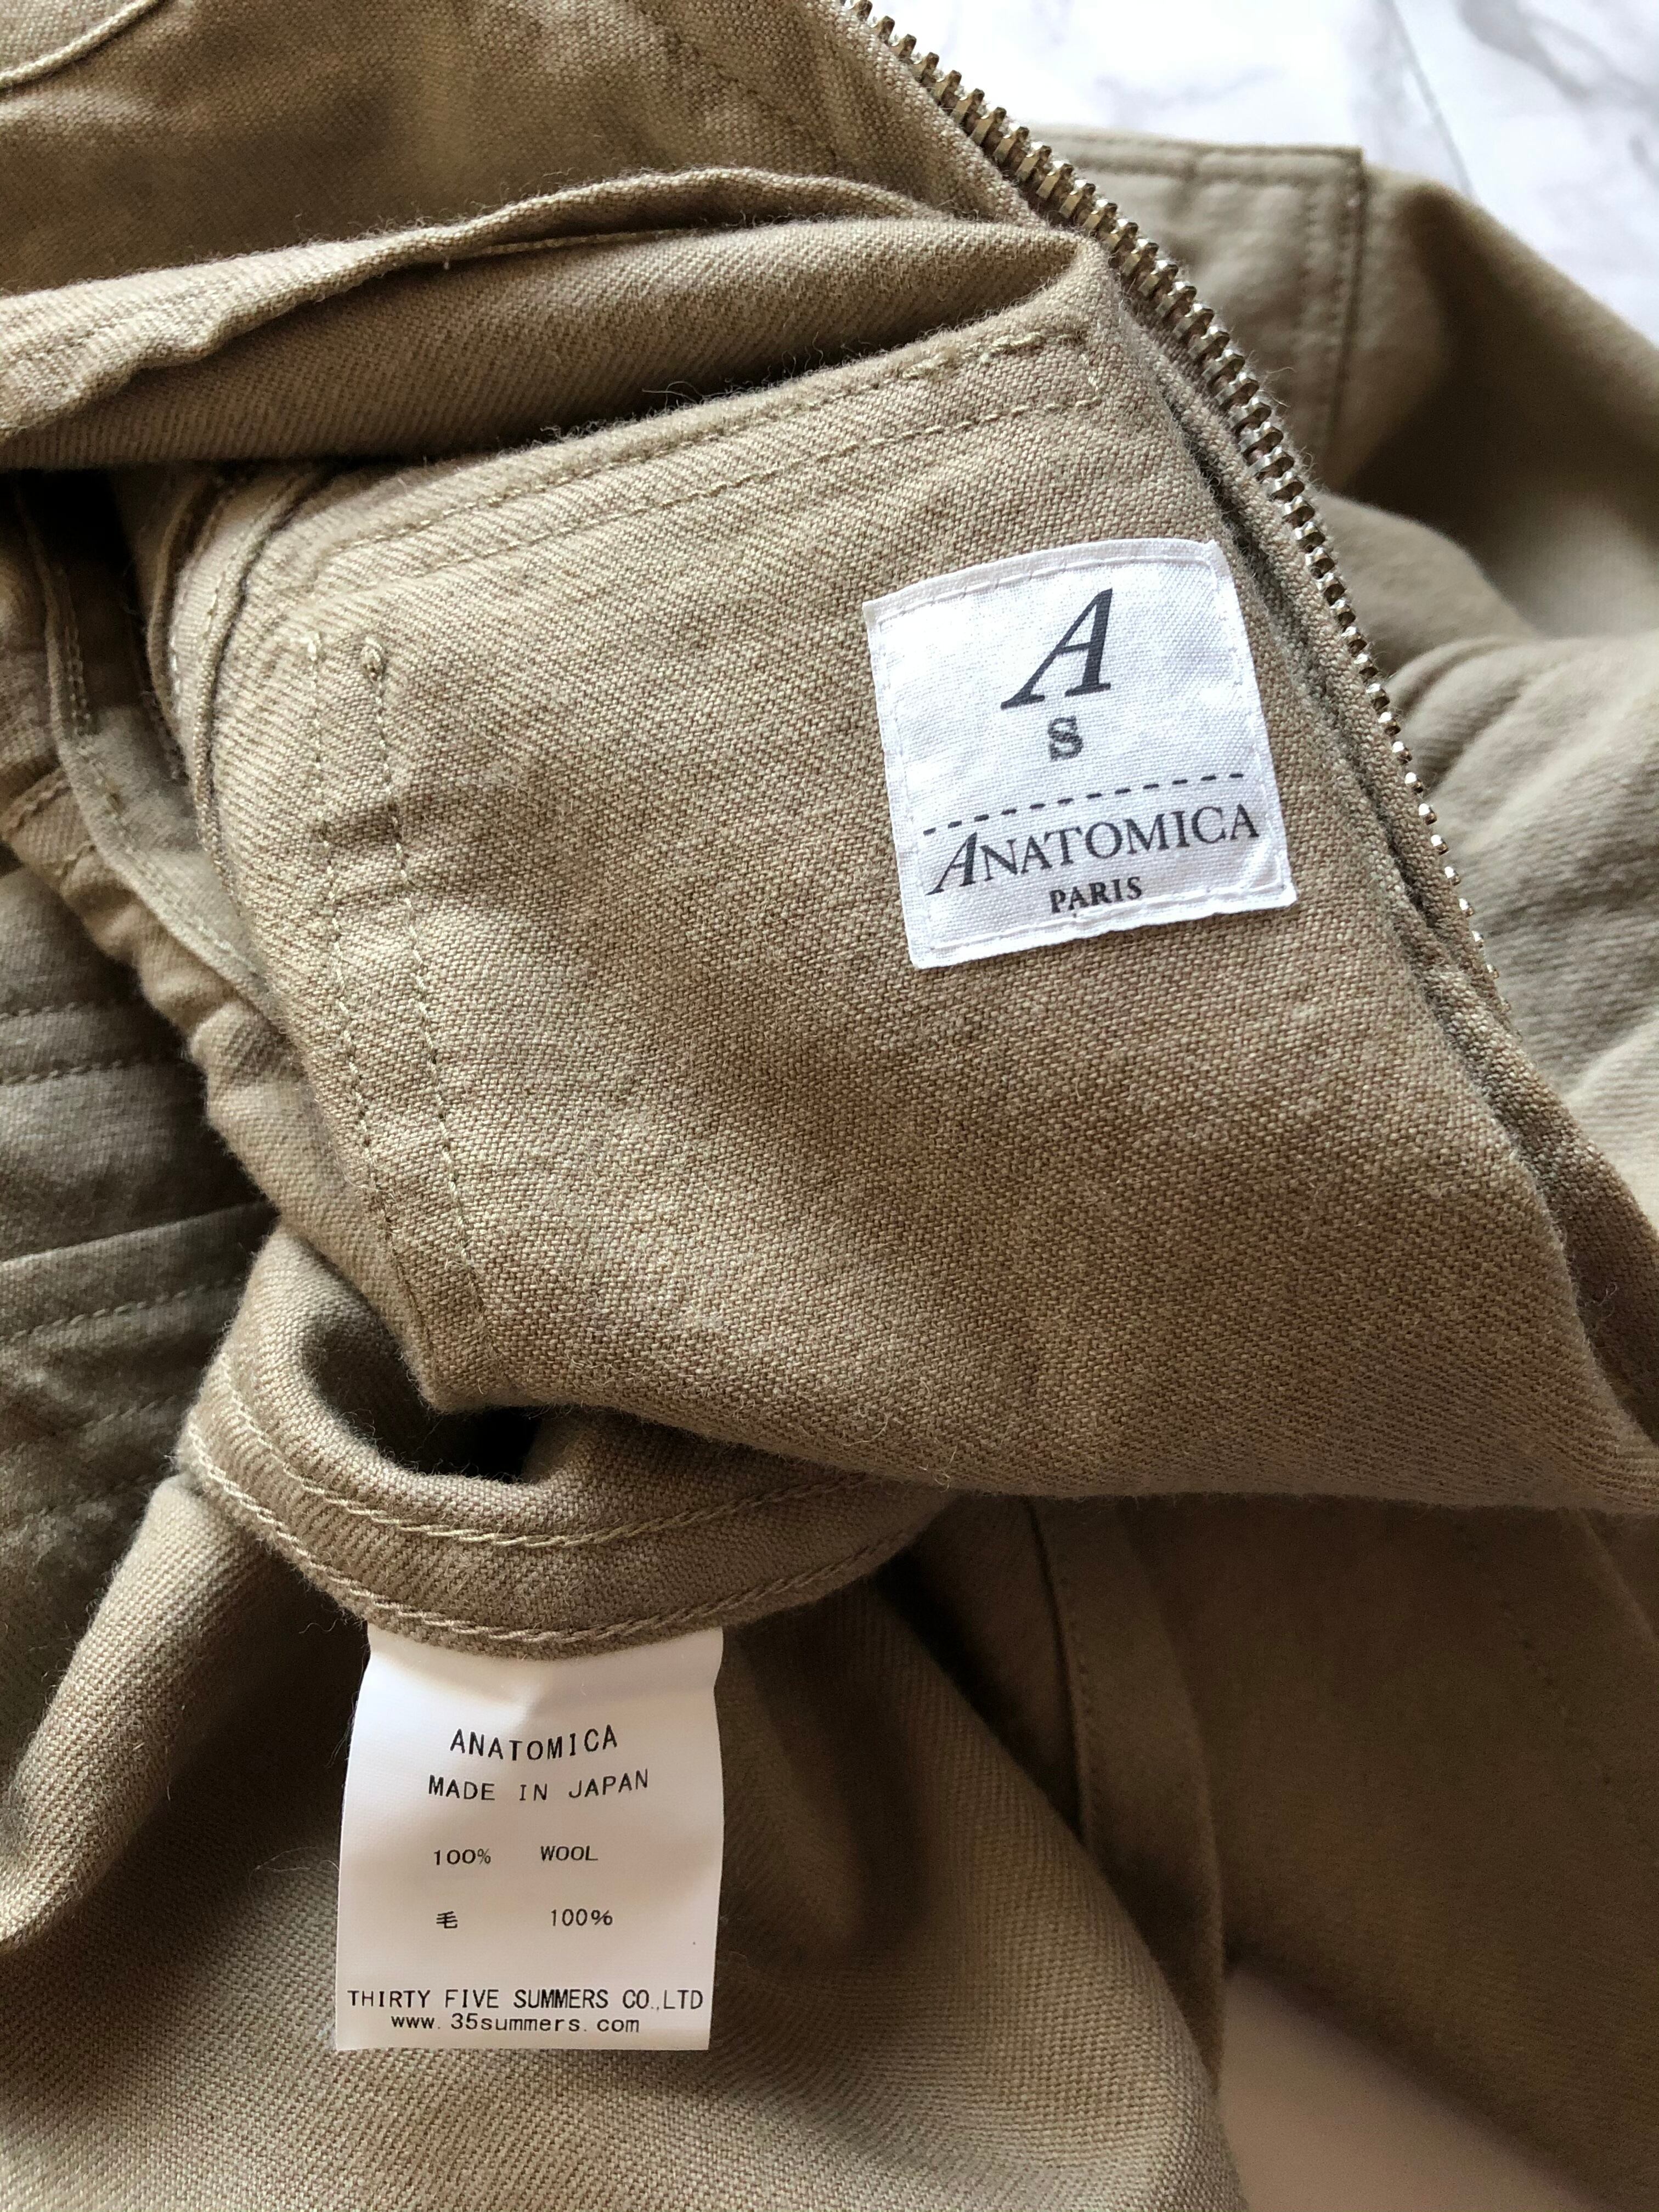 A
S
ANATOMICA
PARIS
ANATOMICA
MADE IN JAPAN
100% WOOL
毛 100%
THIRTY FIVE SUMMERS CO.,LTD
www.35summers.com